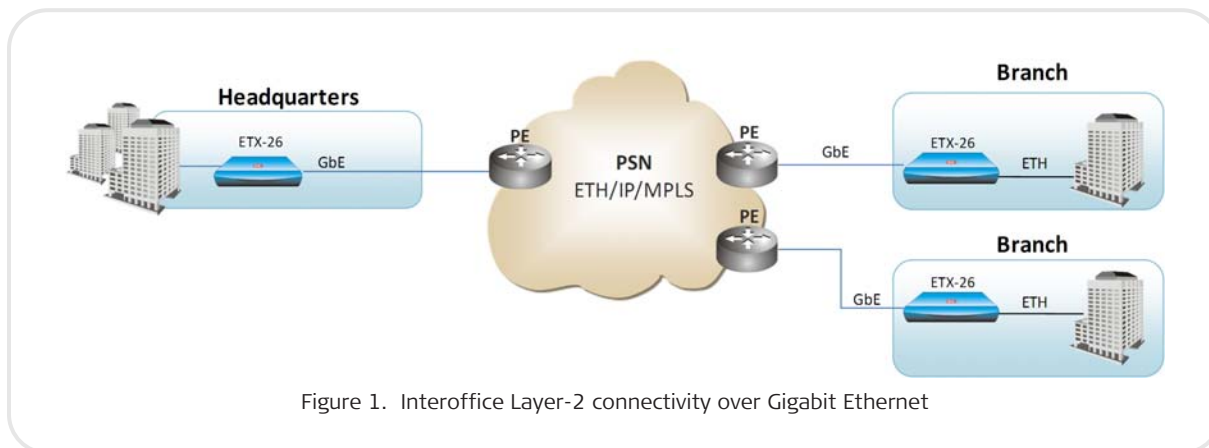 Headquarters
ETX-26
GbE
PE
PSN
ETH/IP/MPLS
PE
PE
GbE
Branch
ETX-26
ETH
GbE
Branch
ETX-26
ETH
Figure 1. Interoffice Layer-2 connectivity over Gigabit Ethernet